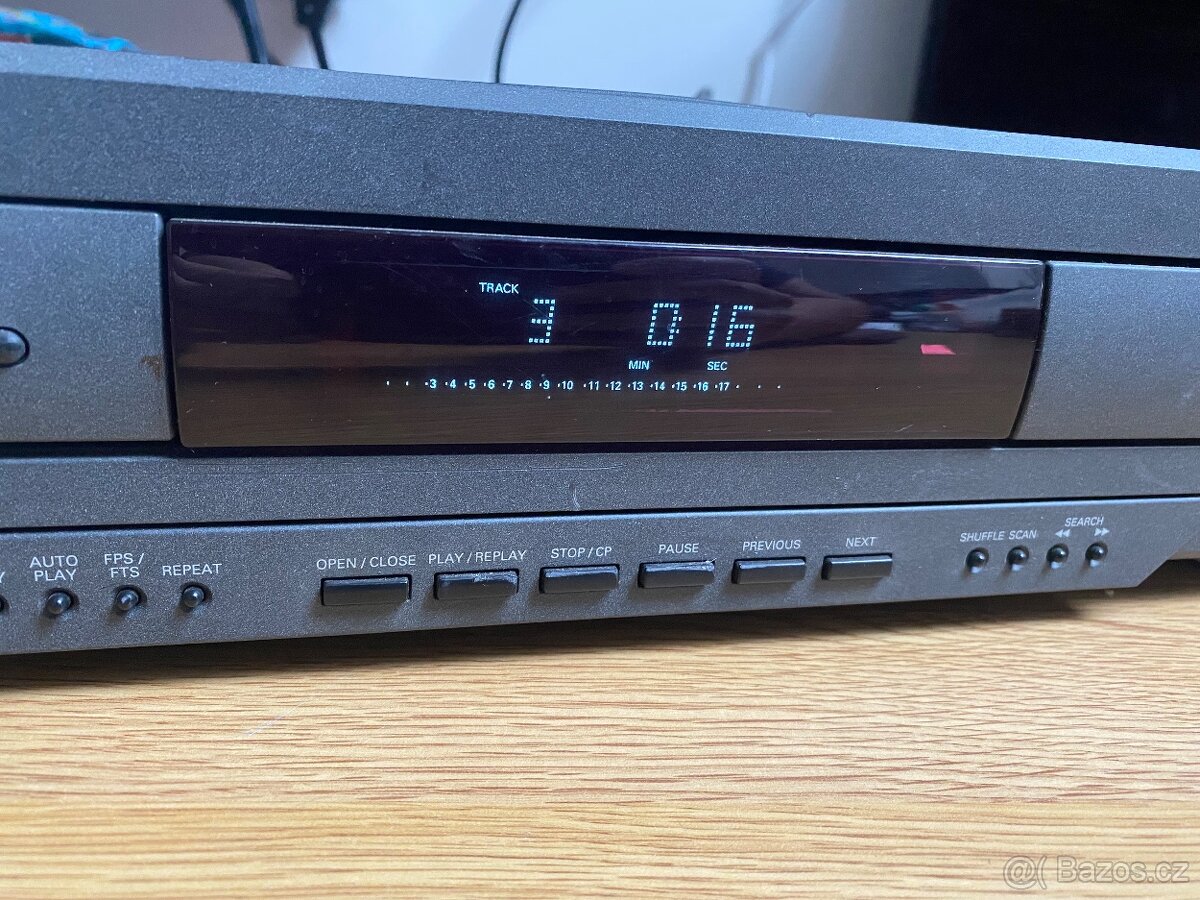 TRACK
3 0 16
MIN SEC
· · ·3 ·4 ·5 ·6 ·7 ·8 ·9 ·10 ·11 ·12 ·13 ·14 ·15 ·16 ·17 · · ·
AUTO PLAY
FPS / FTS
REPEAT
OPEN / CLOSE
PLAY / REPLAY
STOP / CP
PAUSE
PREVIOUS
NEXT
SHUFFLE
SCAN
SEARCH
◀◀ ▶▶
@( Bazos.cz